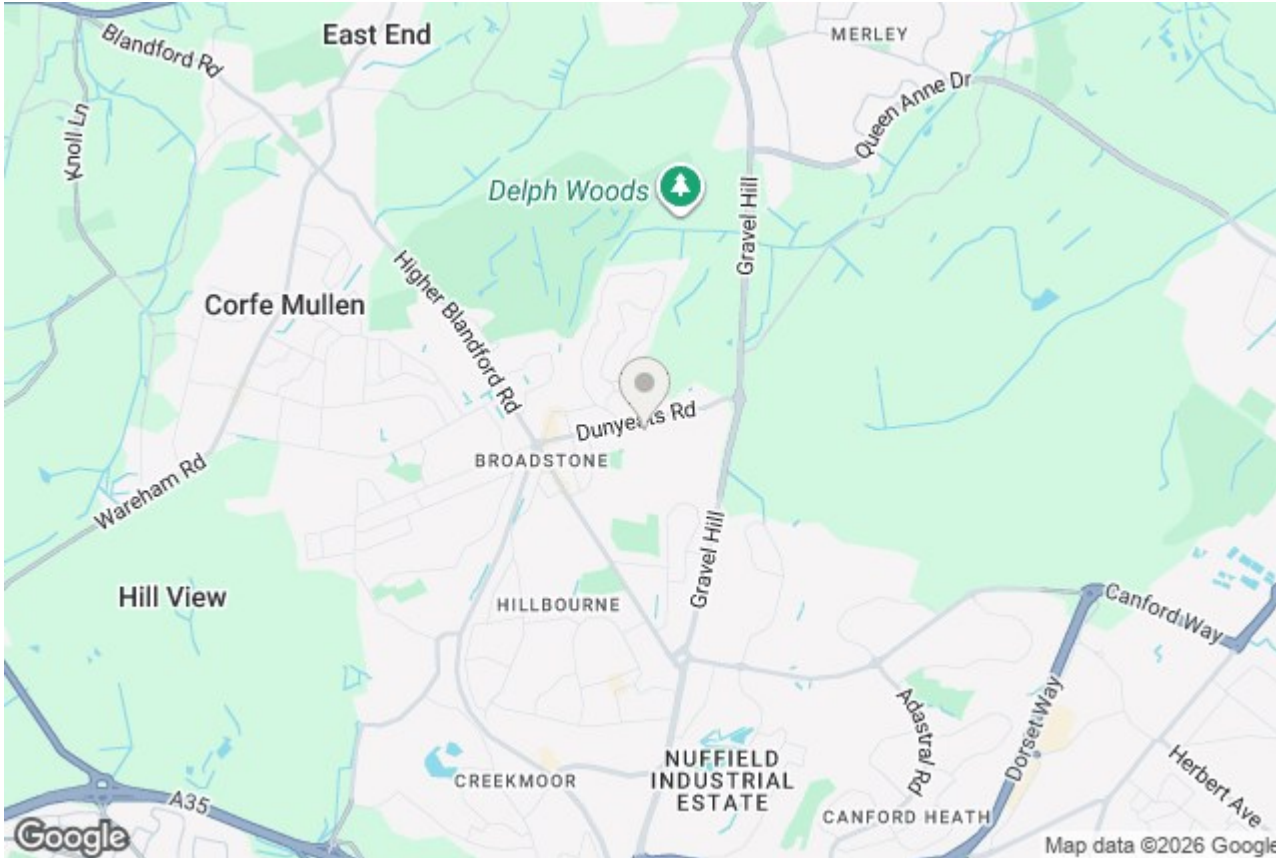 Blandford Rd
East End
MERLEY
Knoll Ln
Queen Anne Dr
Delph Woods
Gravel Hill
Higher Blandford Rd
Corfe Mullen
Dunyeats Rd
BROADSTONE
Wareham Rd
Gravel Hill
Hill View
HILLBOURNE
Canford Way
Adastral Rd
Dorset Way
NUFFIELD
INDUSTRIAL
ESTATE
Herbert Ave
CREEKMOOR
A35
CANFORD HEATH
Google
Map data ©2026 Google